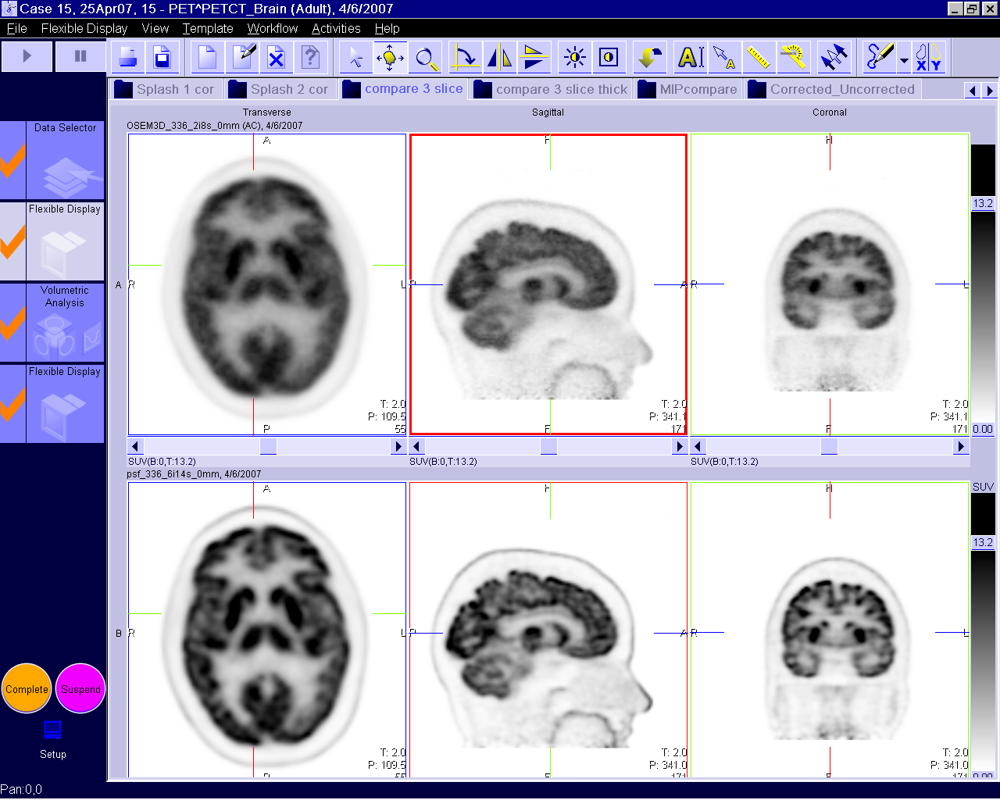 Case 15, 25Apr07, 15 - PET^PETCT_Brain (Adult), 4/6/2007
File Flexible Display View Template Workflow Activities Help
Splash 1 cor Splash 2 cor compare 3 slice compare 3 slice thick MIPcompare Corrected_Uncorrected
Transverse Sagittal Coronal
OSEM3D_336_2i8s_0mm (AC), 4/6/2007
Data Selector
Flexible Display
Volumetric
Analysis
Flexible Display
Complete Suspend
Setup
A H
13.2
A R L P A R L
T: 2.0 T: 2.0 T: 2.0
P: 109.5 P: 341.1 P: 341.1
P 55 F 171 F 171 0.00
SUV(B:0,T:13.2) SUV(B:0,T:13.2) SUV(B:0,T:13.2)
psf_336_6i14s_0mm, 4/6/2007
SUV
A H
13.2
B R L P A R L
T: 2.0 T: 2.0 T: 2.0
P: 109.5 P: 341.0 P: 341.0
55 171 171 0.00
Pan:0,0